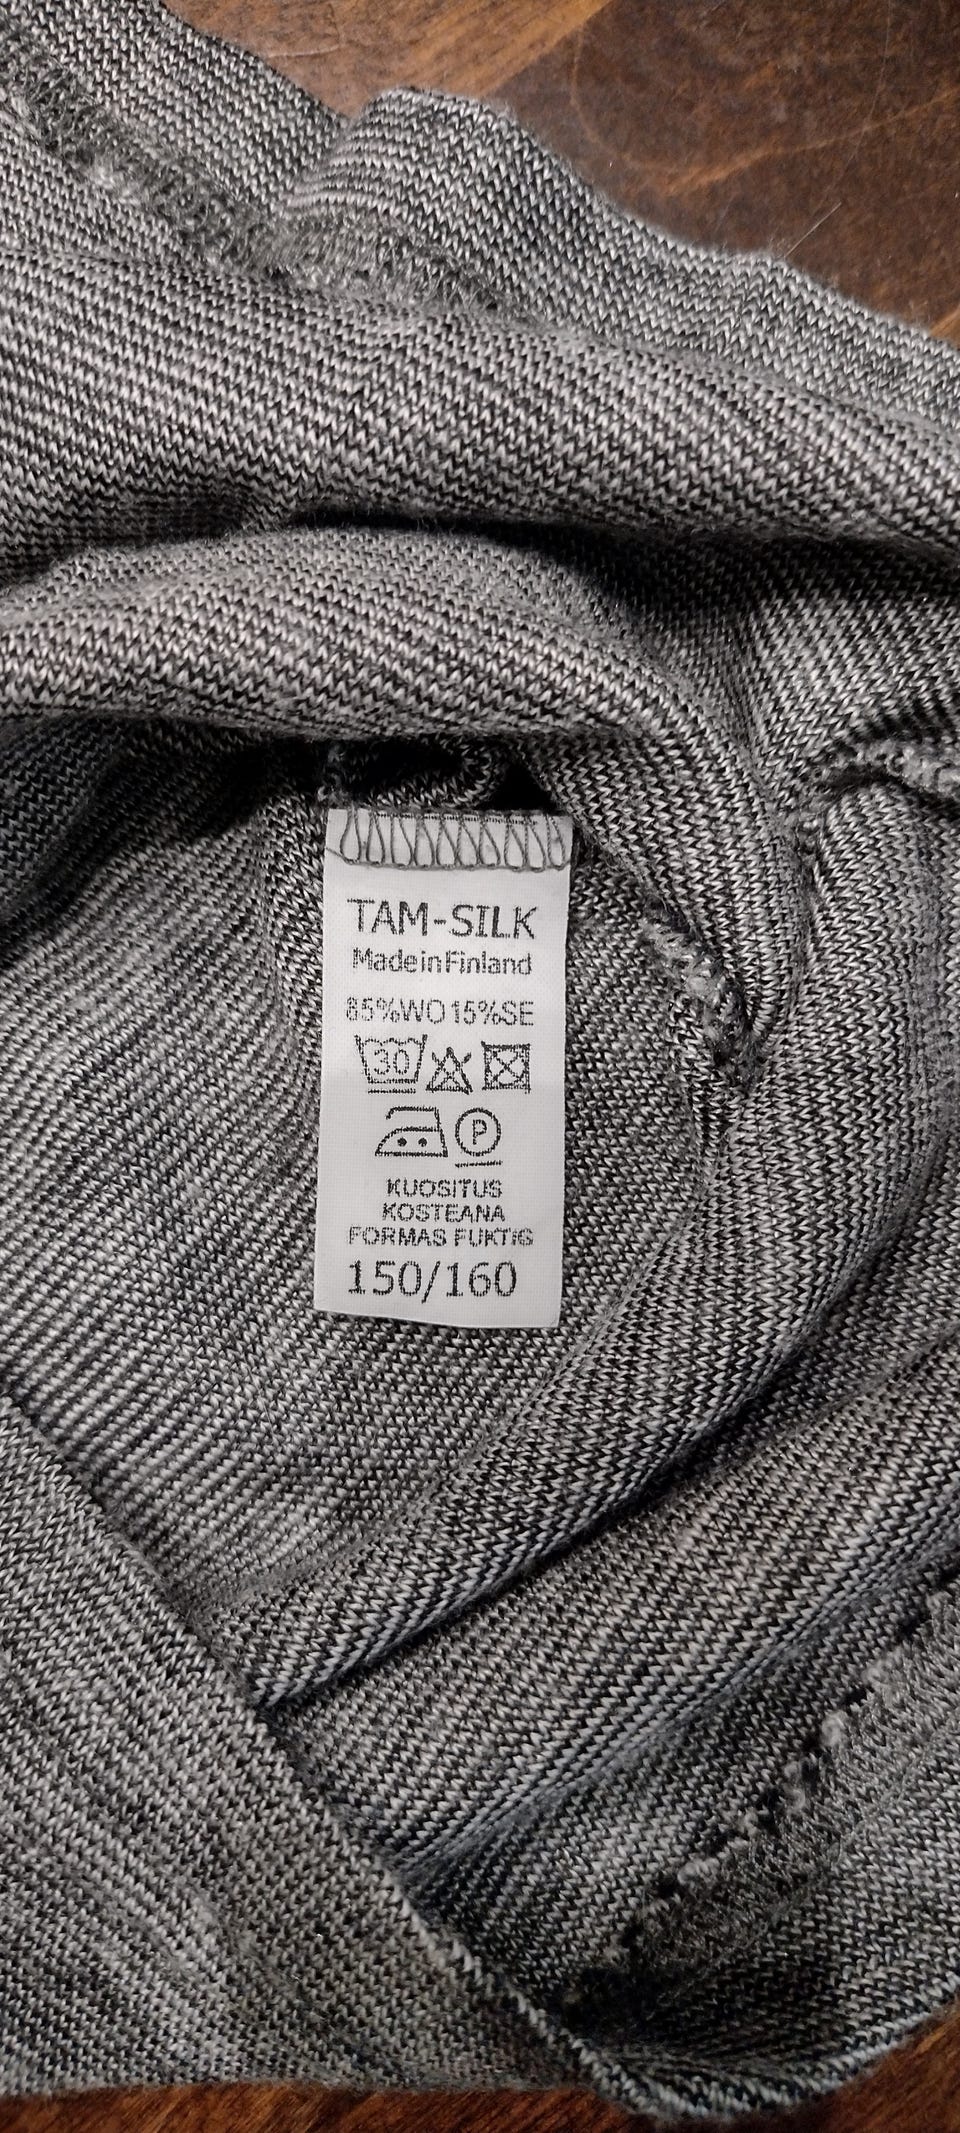 TAM-SILK
Made in Finland
85%WO 15%SE
30
P
KUOSITUS
KOSTEANA
FORMAS FUKTIG
150/160